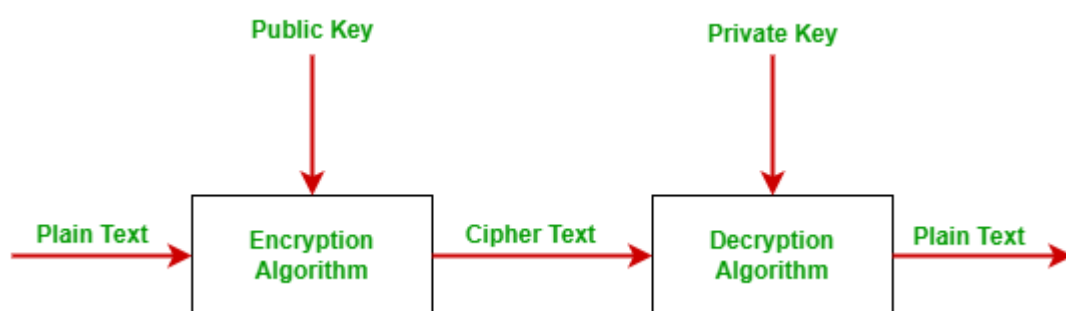 Public Key
Private Key
Plain Text
Encryption
Algorithm
Cipher Text
Decryption
Algorithm
Plain Text